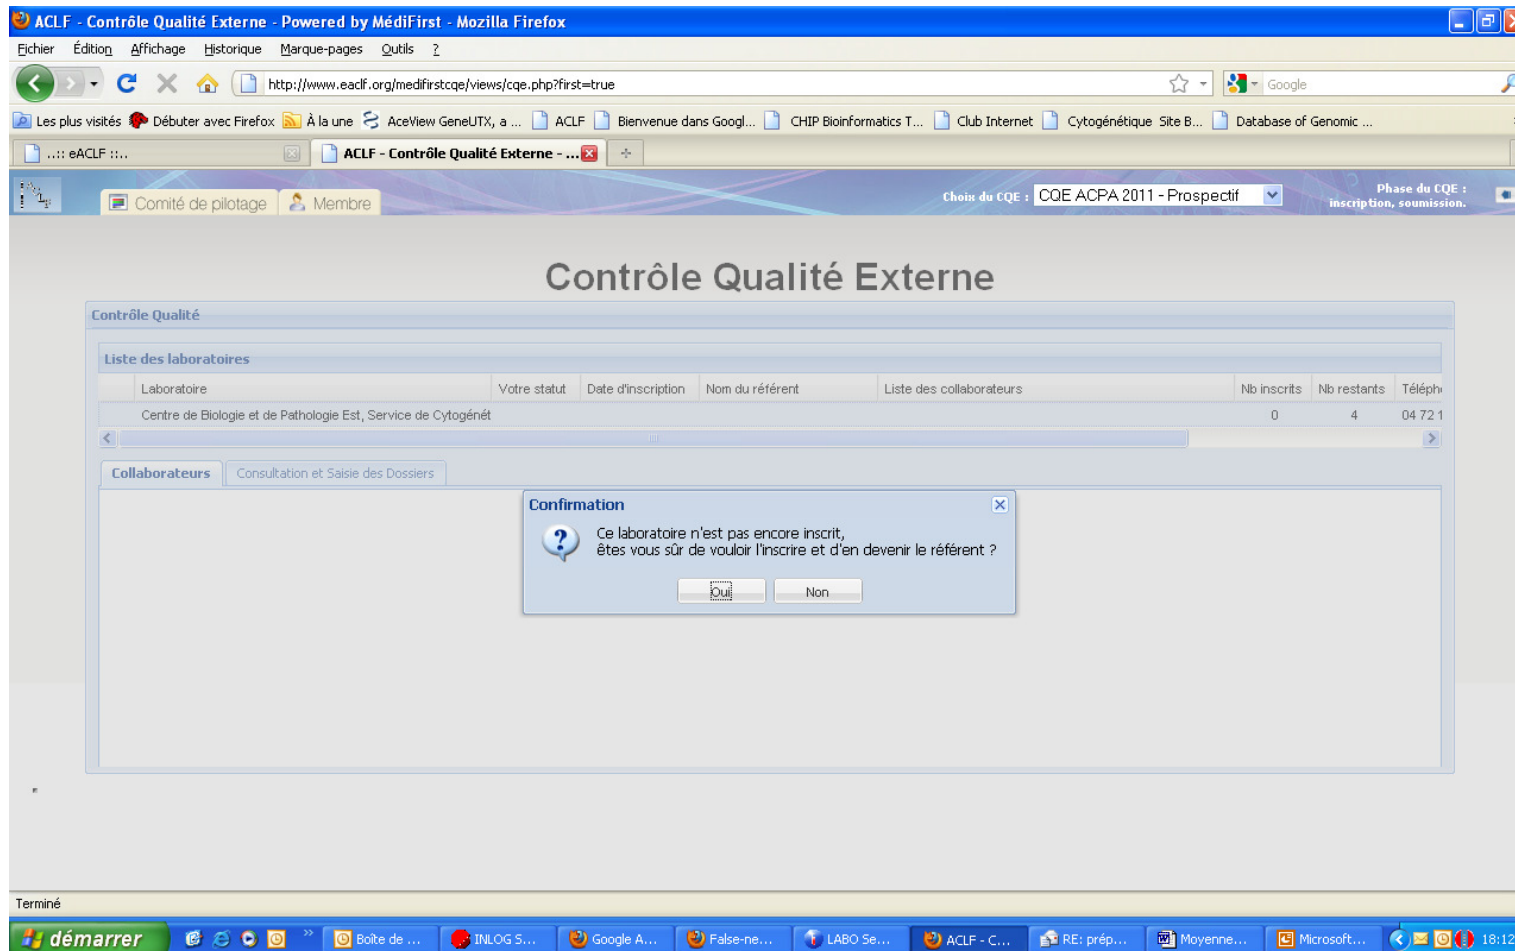 ACLF - Contrôle Qualité Externe - Powered by MédiFirst - Mozilla Firefox
Fichier Édition Affichage Historique Marque-pages Outils ?
http://www.eaclf.org/medifirstcqe/views/cqe.php?first=true Google
Les plus visités Débuter avec Firefox À la une AceView GeneUTX, a ... ACLF Bienvenue dans Googl... CHIP Bioinformatics T... Club Internet Cytogénétique Site B... Database of Genomic ...
..:: eACLF ::.. ACLF - Contrôle Qualité Externe - ...
Comité de pilotage Membre Choix du CQE : CQE ACPA 2011 - Prospectif Phase du CQE :
inscription, soumission.
Contrôle Qualité Externe
Contrôle Qualité
Liste des laboratoires
Laboratoire Votre statut Date d'inscription Nom du référent Liste des collaborateurs Nb inscrits Nb restants Téléph
Centre de Biologie et de Pathologie Est, Service de Cytogénét 0 4 04 72 1
Collaborateurs Consultation et Saisie des Dossiers
Confirmation
Ce laboratoire n'est pas encore inscrit,
êtes vous sûr de vouloir l'inscrire et d'en devenir le référent ?
Oui Non
Terminé
démarrer Boîte de ... INLOG S... Google A... False-ne... LABO Se... ACLF - C... RE: prép... Moyenne... Microsoft... 18:12